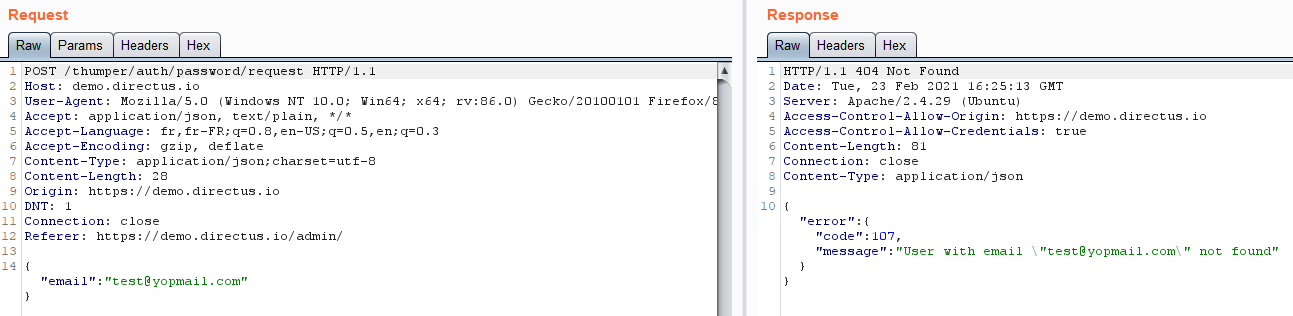 Request
Raw Params Headers Hex
1 POST /thumper/auth/password/request HTTP/1.1
2 Host: demo.directus.io
3 User-Agent: Mozilla/5.0 (Windows NT 10.0; Win64; x64; rv:86.0) Gecko/20100101 Firefox/8
4 Accept: application/json, text/plain, */*
5 Accept-Language: fr,fr-FR;q=0.8,en-US;q=0.5,en;q=0.3
6 Accept-Encoding: gzip, deflate
7 Content-Type: application/json;charset=utf-8
8 Content-Length: 28
9 Origin: https://demo.directus.io
10 DNT: 1
11 Connection: close
12 Referer: https://demo.directus.io/admin/
13
14 {
"email":"test@yopmail.com"
}
Response
Raw Headers Hex
1 HTTP/1.1 404 Not Found
2 Date: Tue, 23 Feb 2021 16:25:13 GMT
3 Server: Apache/2.4.29 (Ubuntu)
4 Access-Control-Allow-Origin: https://demo.directus.io
5 Access-Control-Allow-Credentials: true
6 Content-Length: 81
7 Connection: close
8 Content-Type: application/json
9
10 {
"error":{
"code":107,
"message":"User with email \"test@yopmail.com\" not found"
}
}